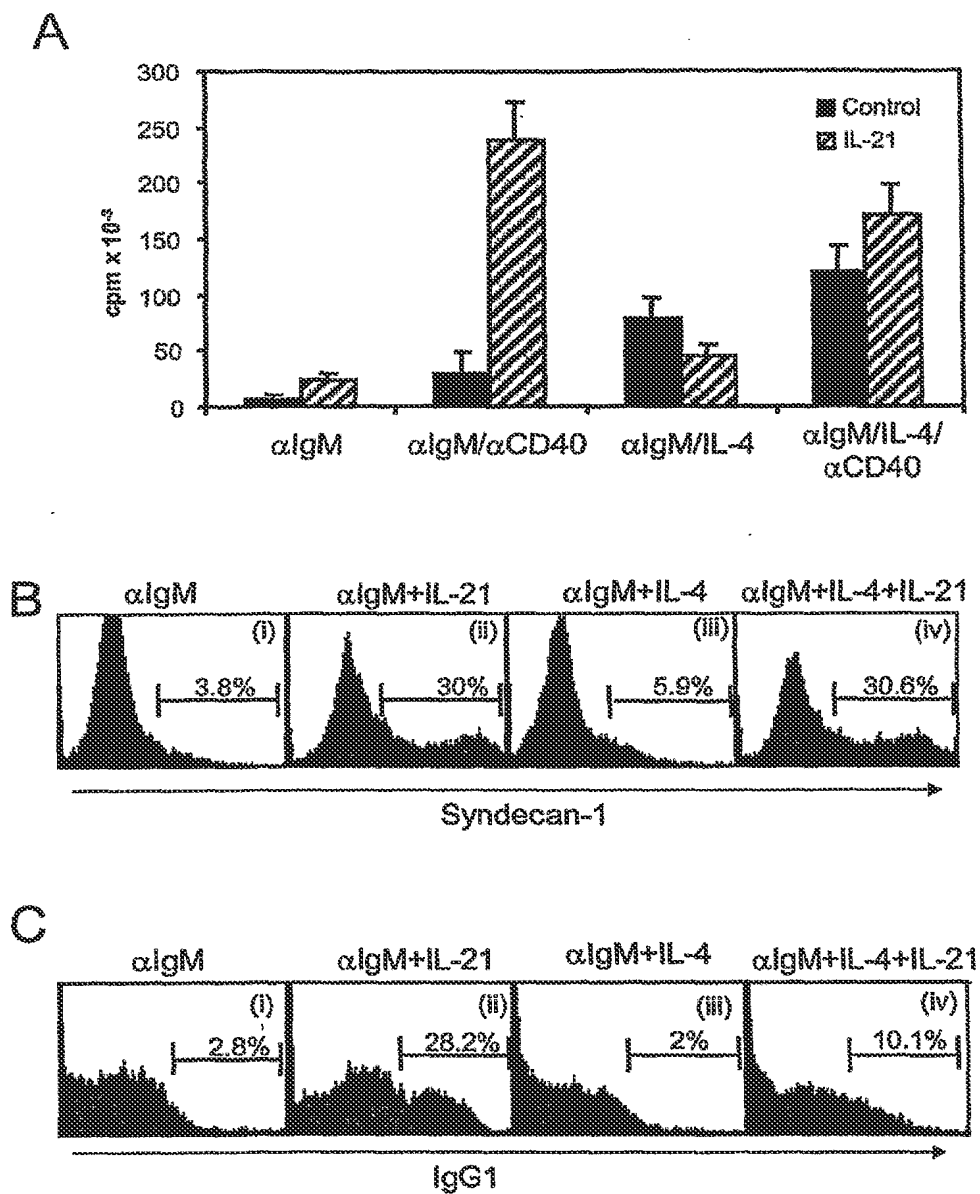 A
300
250
200
150
100
50
0
cpm x 10⁻³
Control
IL-21
αIgM
αIgM/αCD40
αIgM/IL-4
αIgM/IL-4/
αCD40
B
αIgM
αIgM+IL-21
αIgM+IL-4
αIgM+IL-4+IL-21
(i)
(ii)
(iii)
(iv)
3.8%
30%
5.9%
30.6%
Syndecan-1
C
αIgM
αIgM+IL-21
αIgM+IL-4
αIgM+IL-4+IL-21
(i)
(ii)
(iii)
(iv)
2.8%
28.2%
2%
10.1%
IgG1